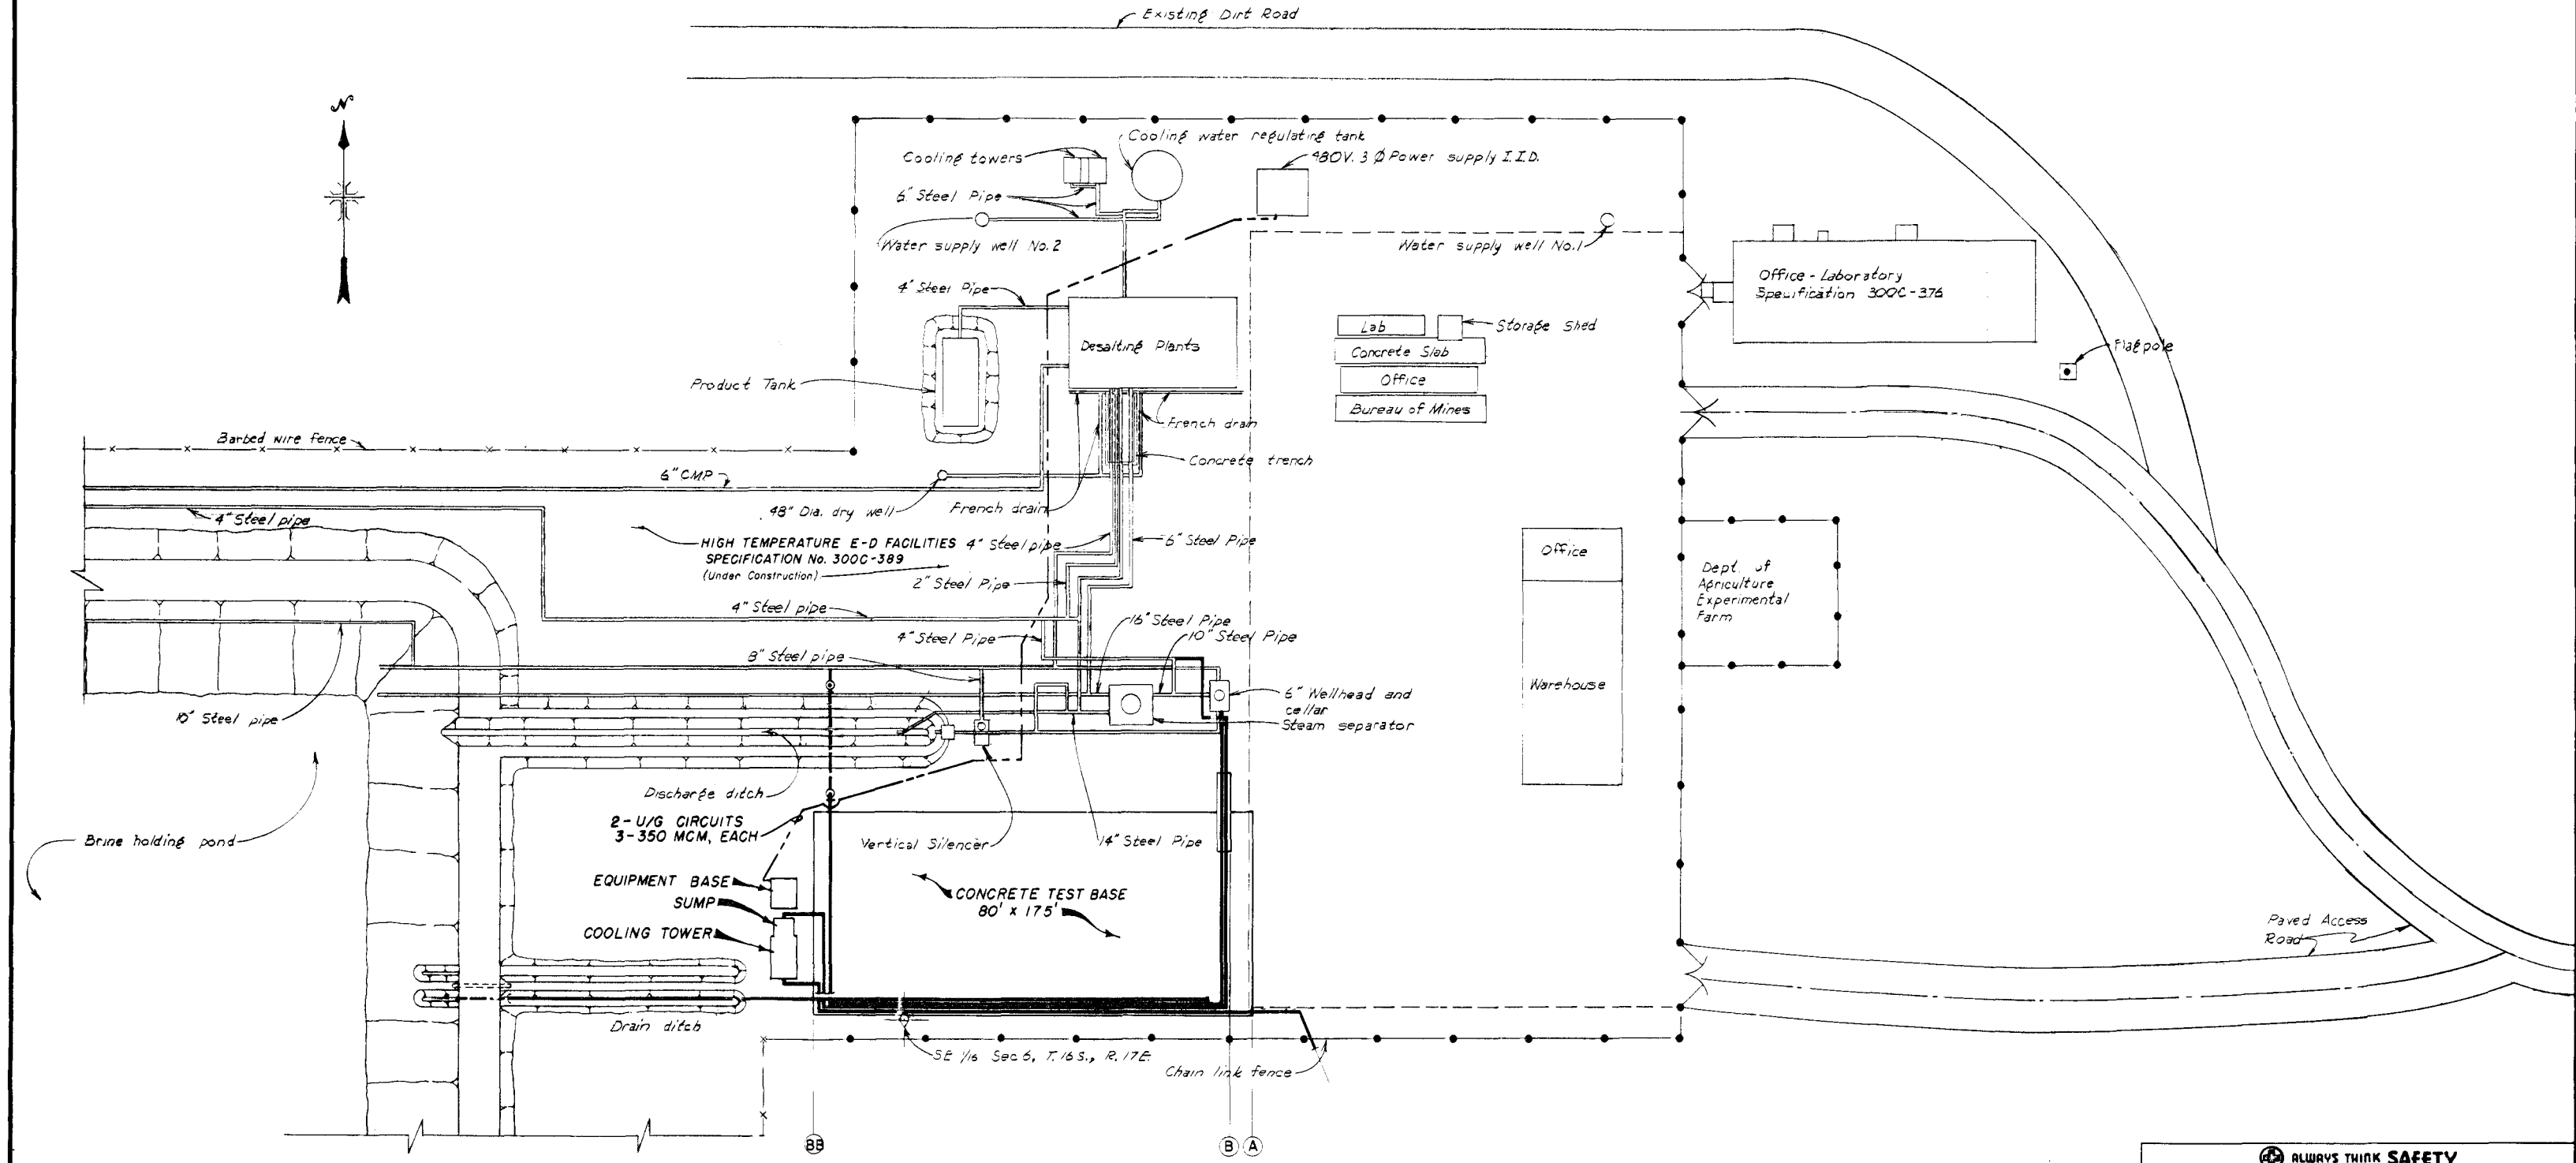 Existing Dirt Road
N
Cooling water regulating tank
Cooling towers
480V. 3 Ø Power supply I.I.D.
6" Steel Pipe
Water supply well No. 2
Water supply well No. 1
Office - Laboratory
Specification 300C-376
4" Steel Pipe
Lab
Storage Shed
Desalting Plants
Concrete Slab
Flagpole
Product Tank
Office
Bureau of Mines
French drain
Barbed wire fence
Concrete trench
6" CMP
48" Dia. dry well
French drain
4" Steel pipe
HIGH TEMPERATURE E-D FACILITIES
SPECIFICATION No. 300C-389
(Under Construction)
4" Steel pipe
6" Steel Pipe
Office
2" Steel Pipe
Dept. of
Agriculture
Experimental
Farm
4" Steel pipe
16" Steel Pipe
4" Steel Pipe
10" Steel Pipe
8" Steel pipe
Warehouse
6" Wellhead and
cellar
10" Steel pipe
Steam separator
Discharge ditch
2 - U/G CIRCUITS
3-350 MCM, EACH
Brine holding pond
Vertical Silencer
14" Steel Pipe
EQUIPMENT BASE
SUMP
CONCRETE TEST BASE
80' X 175'
COOLING TOWER
Paved Access
Road
Drain ditch
SE 1/16 Sec 6, T.16 S., R. 17E
Chain link fence
BB
B
A
ALWAYS THINK SAFETY